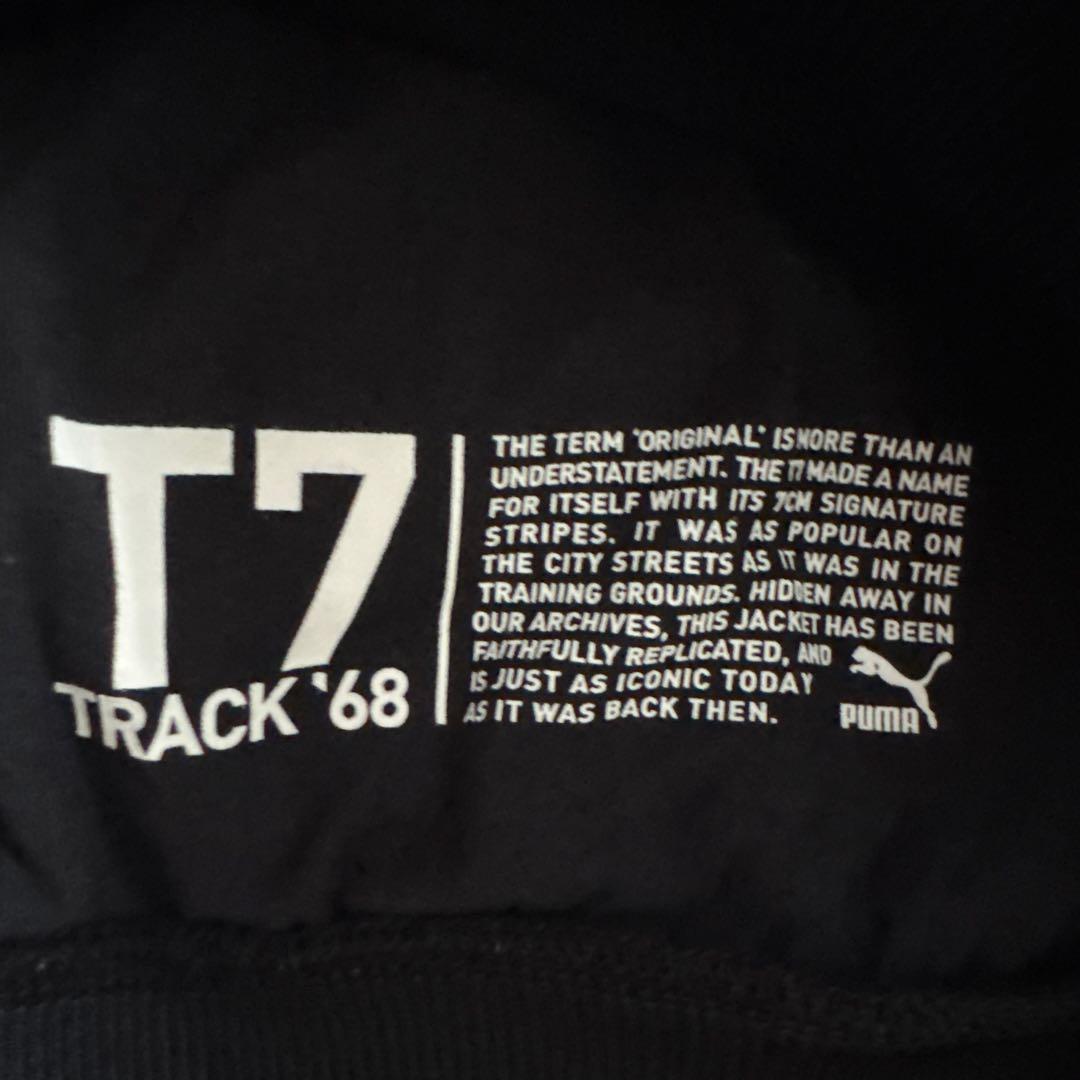 T7
TRACK '68
THE TERM "ORIGINAL" IS MORE THAN AN
UNDERSTATEMENT. THE T7 MADE A NAME
FOR ITSELF WITH ITS 7CM SIGNATURE
STRIPES. IT WAS AS POPULAR ON
THE CITY STREETS AS IT WAS IN THE
TRAINING GROUNDS. HIDDEN AWAY IN
OUR ARCHIVES, THIS JACKET HAS BEEN
FAITHFULLY REPLICATED, AND
IS JUST AS ICONIC TODAY
AS IT WAS BACK THEN.
PUMA